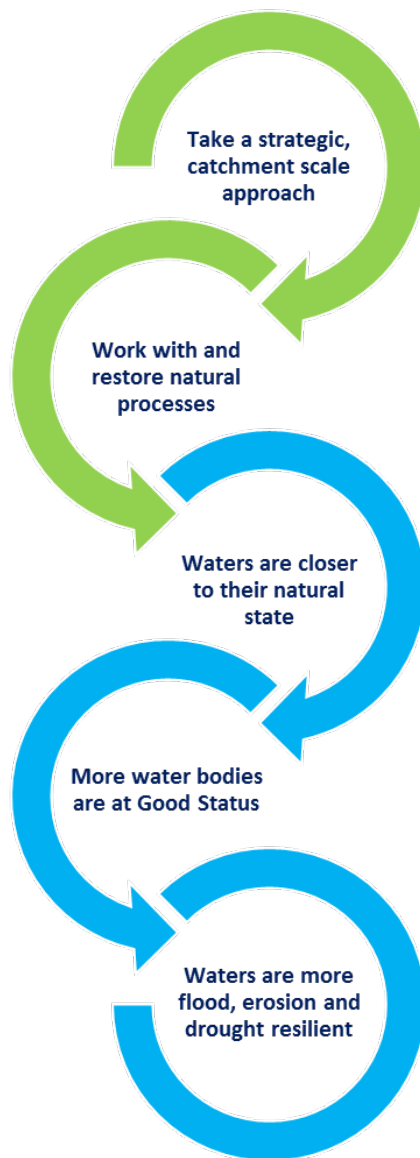 Take a strategic,
catchment scale
approach
Work with and
restore natural
processes
Waters are closer
to their natural
state
More water bodies
are at Good Status
Waters are more
flood, erosion and
drought resilient